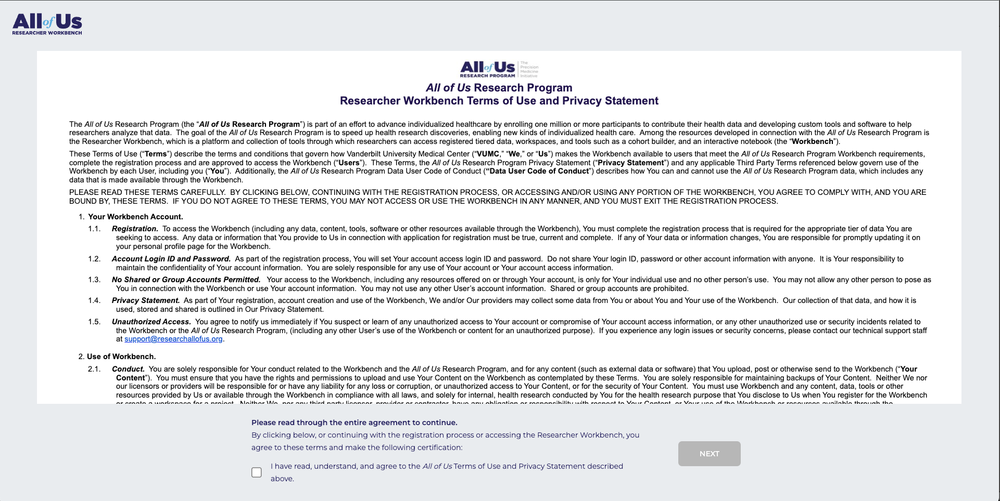 All of Us
RESEARCHER WORKBENCH
All of Us
RESEARCH PROGRAM
The
Precision
Medicine
Initiative
All of Us Research Program
Researcher Workbench Terms of Use and Privacy Statement
The All of Us Research Program (the “All of Us Research Program”) is part of an effort to advance individualized healthcare by enrolling one million or more participants to contribute their health data and developing custom tools and software to help
researchers analyze that data.  The goal of the All of Us Research Program is to speed up health research discoveries, enabling new kinds of individualized health care.  Among the resources developed in connection with the All of Us Research Program is
the Researcher Workbench, which is a platform and collection of tools through which researchers can access registered tiered data, workspaces, and tools such as a cohort builder, and an interactive notebook (the “Workbench”).
These Terms of Use (“Terms”) describe the terms and conditions that govern how Vanderbilt University Medical Center (“VUMC,” “We,” or “Us”) makes the Workbench available to users that meet the All of Us Research Program Workbench requirements,
complete the registration process and are approved to access the Workbench (“Users”).  These Terms, the All of Us Research Program Privacy Statement (“Privacy Statement”) and any applicable Third Party Terms referenced below govern use of the
Workbench by each User, including you (“You”).  Additionally, the All of Us Research Program Data User Code of Conduct (“Data User Code of Conduct”) describes how You can and cannot use the All of Us Research Program data, which includes any
data that is made available through the Workbench.
PLEASE READ THESE TERMS CAREFULLY.  BY CLICKING BELOW, CONTINUING WITH THE REGISTRATION PROCESS, OR ACCESSING AND/OR USING ANY PORTION OF THE WORKBENCH, YOU AGREE TO COMPLY WITH, AND YOU ARE
BOUND BY, THESE TERMS.  IF YOU DO NOT AGREE TO THESE TERMS, YOU MAY NOT ACCESS OR USE THE WORKBENCH IN ANY MANNER, AND YOU MUST EXIT THE REGISTRATION PROCESS.
1. Your Workbench Account.
1.1. Registration.  To access the Workbench (including any data, content, tools, software or other resources available through the Workbench), You must complete the registration process that is required for the appropriate tier of data You are
seeking to access.  Any data or information that You provide to Us in connection with application for registration must be true, current and complete.  If any of Your data or information changes, You are responsible for promptly updating it on
your personal profile page for the Workbench.
1.2. Account Login ID and Password.  As part of the registration process, You will set Your account access login ID and password.  Do not share Your login ID, password or other account information with anyone.  It is Your responsibility to
maintain the confidentiality of Your account information.  You are solely responsible for any use of Your account or Your account access information.
1.3. No Shared or Group Accounts Permitted.  Your access to the Workbench, including any resources offered on or through Your account, is only for Your individual use and no other person’s use.  You may not allow any other person to pose as
You in connection with the Workbench or use Your account information.  You may not use any other User’s account information.  Shared or group accounts are prohibited.
1.4. Privacy Statement.  As part of Your registration, account creation and use of the Workbench, We and/or Our providers may collect some data from You or about You and Your use of the Workbench.  Our collection of that data, and how it is
used, stored and shared is outlined in Our Privacy Statement.
1.5. Unauthorized Access.  You agree to notify us immediately if You suspect or learn of any unauthorized access to Your account or compromise of Your account access information, or any other unauthorized use or security incidents related to
the Workbench or the All of Us Research Program, (including any other User’s use of the Workbench or content for an unauthorized purpose).  If you experience any login issues or security concerns, please contact our technical support staff
at support@researchallofus.org.
2. Use of Workbench.
2.1. Conduct.  You are solely responsible for Your conduct related to the Workbench and the All of Us Research Program, and for any content (such as external data or software) that You upload, post or otherwise send to the Workbench (“Your
Content”).  You must ensure that you have the rights and permissions to upload and use Your Content on the Workbench as contemplated by these Terms.  You are solely responsible for maintaining backups of Your Content.  Neither We nor
our licensors or providers will be responsible for or have any liability for any loss or corruption, or unauthorized access to Your Content, or for the security of Your Content.  You must use Workbench and any content, data, tools or other
resources provided by Us or available through the Workbench in compliance with all laws, and solely for internal, health research conducted by You for the health research purpose that You disclose to Us when You register for the Workbench
or create a workspace for a project.  Neither We, nor any third party licensor, provider or contractor, have any obligation or responsibility with respect to Your Content, or Your use of the Workbench or resources available through the
Please read through the entire agreement to continue.
By clicking below, or continuing with the registration process or accessing the Researcher Workbench, you
agree to these terms and make the following certification:
I have read, understand, and agree to the All of Us Terms of Use and Privacy Statement described
above.
NEXT